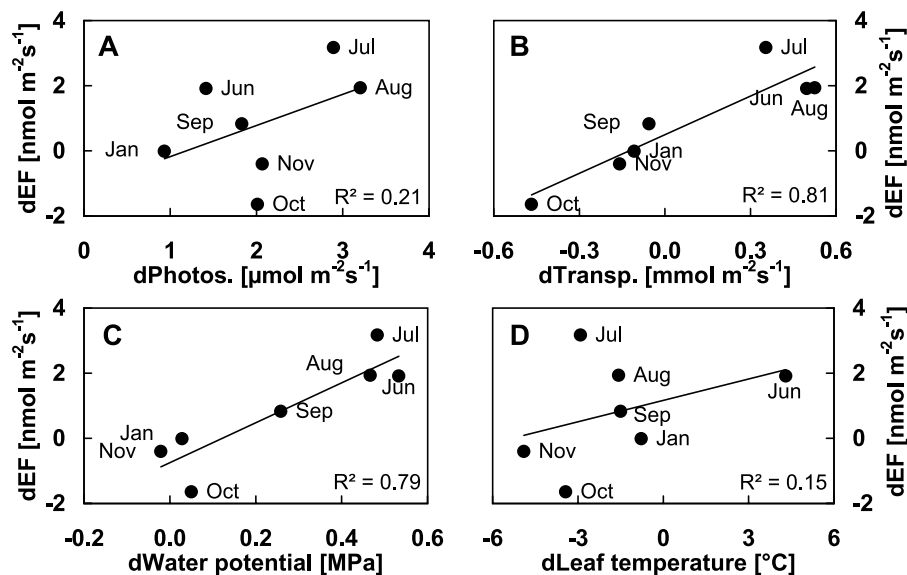 A
B
4
2
0
-2
dEF [nmol m⁻²s⁻¹]
Jul
Jun
Aug
Sep
Jan
Nov
Oct
R² = 0.21
0 1 2 3 4
dPhotos. [µmol m⁻²s⁻¹]
Jul
Jun
Aug
Sep
Jan
Nov
Oct
R² = 0.81
-0.6 -0.3 0.0 0.3 0.6
dTransp. [mmol m⁻²s⁻¹]
4
2
0
-2
dEF [nmol m⁻²s⁻¹]
C
D
4
2
0
-2
dEF [nmol m⁻²s⁻¹]
Jul
Aug
Jun
Sep
Jan
Nov
Oct
R² = 0.79
-0.2 0.0 0.2 0.4 0.6
dWater potential [MPa]
Jul
Aug
Jun
Sep
Jan
Nov
Oct
R² = 0.15
-6 -3 0 3 6
dLeaf temperature [°C]
4
2
0
-2
dEF [nmol m⁻²s⁻¹]